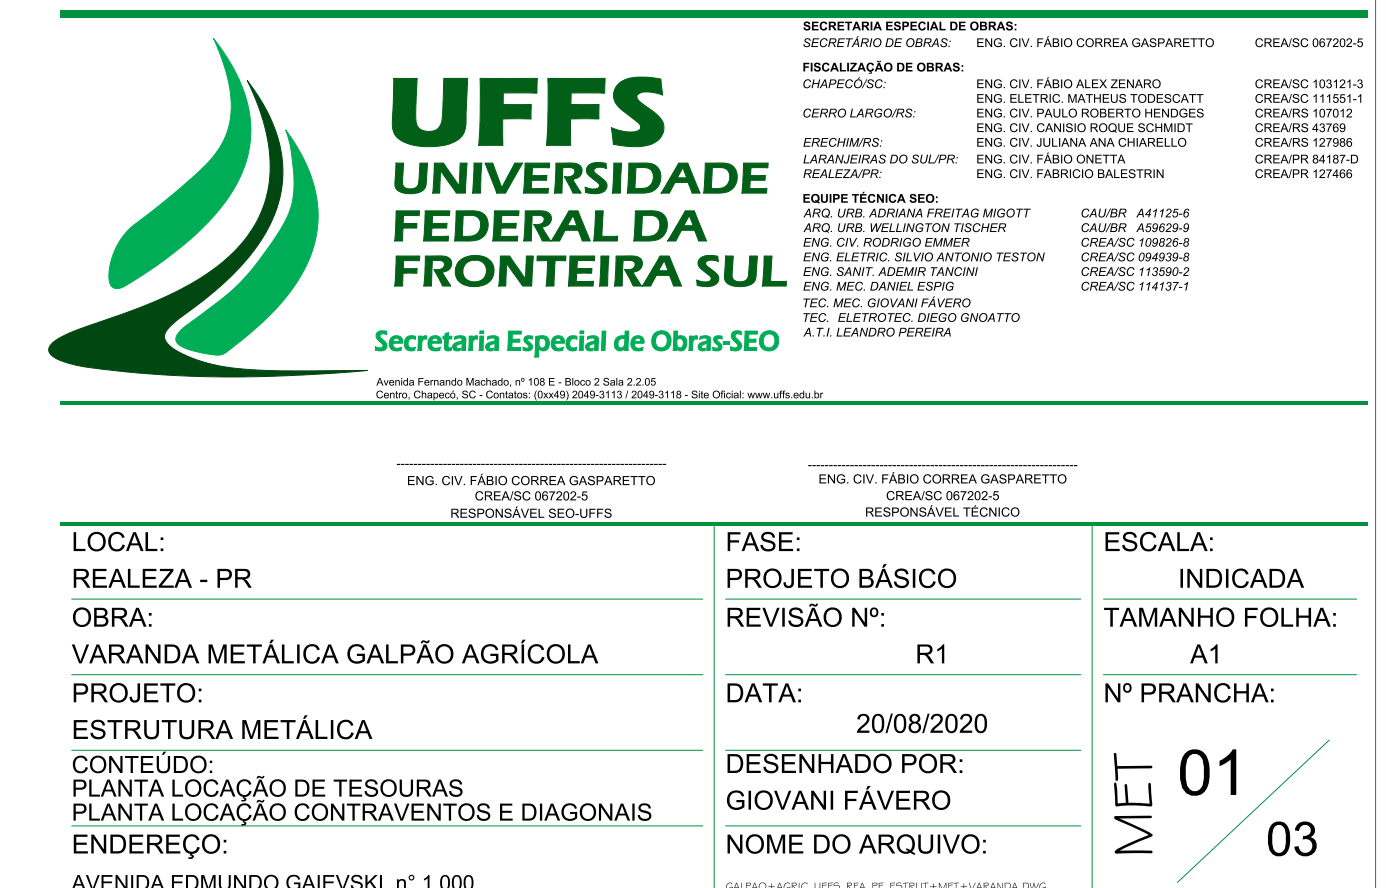 UFFS
UNIVERSIDADE
FEDERAL DA
FRONTEIRA SUL
Secretaria Especial de Obras-SEO
Avenida Fernando Machado, nº 108 E - Bloco 2 Sala 2.2.05
Centro, Chapecó, SC - Contatos: (0xx49) 2049-3113 / 2049-3118 - Site Oficial: www.uffs.edu.br
SECRETARIA ESPECIAL DE OBRAS:
SECRETÁRIO DE OBRAS: ENG. CIV. FÁBIO CORREA GASPARETTO CREA/SC 067202-5
FISCALIZAÇÃO DE OBRAS:
CHAPECÓ/SC: ENG. CIV. FÁBIO ALEX ZENARO CREA/SC 103121-3
ENG. ELETRIC. MATHEUS TODESCATT CREA/SC 111551-1
CERRO LARGO/RS: ENG. CIV. PAULO ROBERTO HENDGES CREA/RS 107012
ENG. CIV. CANISIO ROQUE SCHMIDT CREA/RS 43769
ERECHIM/RS: ENG. CIV. JULIANA ANA CHIARELLO CREA/RS 127986
LARANJEIRAS DO SUL/PR: ENG. CIV. FÁBIO ONETTA CREA/PR 84187-D
REALEZA/PR: ENG. CIV. FABRICIO BALESTRIN CREA/PR 127466
EQUIPE TÉCNICA SEO:
ARQ. URB. ADRIANA FREITAG MIGOTT CAU/BR A41125-6
ARQ. URB. WELLINGTON TISCHER CAU/BR A59629-9
ENG. CIV. RODRIGO EMMER CREA/SC 109826-8
ENG. ELETRIC. SILVIO ANTONIO TESTON CREA/SC 094939-8
ENG. SANIT. ADEMIR TANCINI CREA/SC 113590-2
ENG. MEC. DANIEL ESPIG CREA/SC 114137-1
TEC. MEC. GIOVANI FÁVERO
TEC. ELETROTEC. DIEGO GNOATTO
A.T.I. LEANDRO PEREIRA
ENG. CIV. FÁBIO CORREA GASPARETTO
CREA/SC 067202-5
RESPONSÁVEL SEO-UFFS
ENG. CIV. FÁBIO CORREA GASPARETTO
CREA/SC 067202-5
RESPONSÁVEL TÉCNICO
LOCAL:
REALEZA - PR
OBRA:
VARANDA METÁLICA GALPÃO AGRÍCOLA
PROJETO:
ESTRUTURA METÁLICA
CONTEÚDO:
PLANTA LOCAÇÃO DE TESOURAS
PLANTA LOCAÇÃO CONTRAVENTOS E DIAGONAIS
ENDEREÇO:
AVENIDA EDMUNDO GAIEVSKI, n° 1.000
FASE:
PROJETO BÁSICO
REVISÃO Nº:
R1
DATA:
20/08/2020
DESENHADO POR:
GIOVANI FÁVERO
NOME DO ARQUIVO:
ESCALA:
INDICADA
TAMANHO FOLHA:
A1
Nº PRANCHA:
MET
01
03